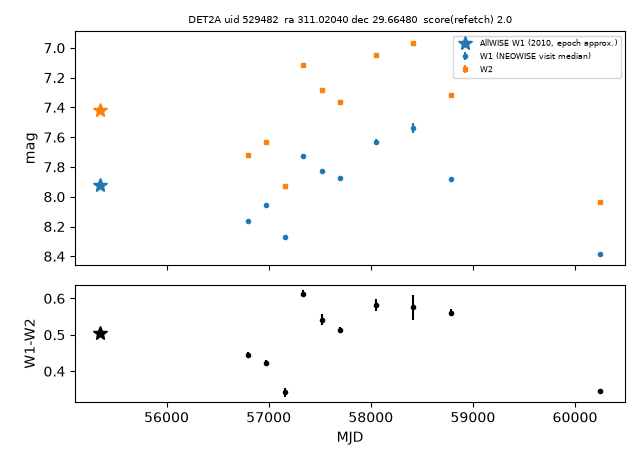 DET2A uid 529482 ra 311.02040 dec 29.66480 score(refetch) 2.0
AllWISE W1 (2010, epoch approx.)
W1 (NEOWISE visit median)
W2
mag
7.0
7.2
7.4
7.6
7.8
8.0
8.2
8.4
W1-W2
0.6
0.5
0.4
56000
57000
58000
59000
60000
MJD